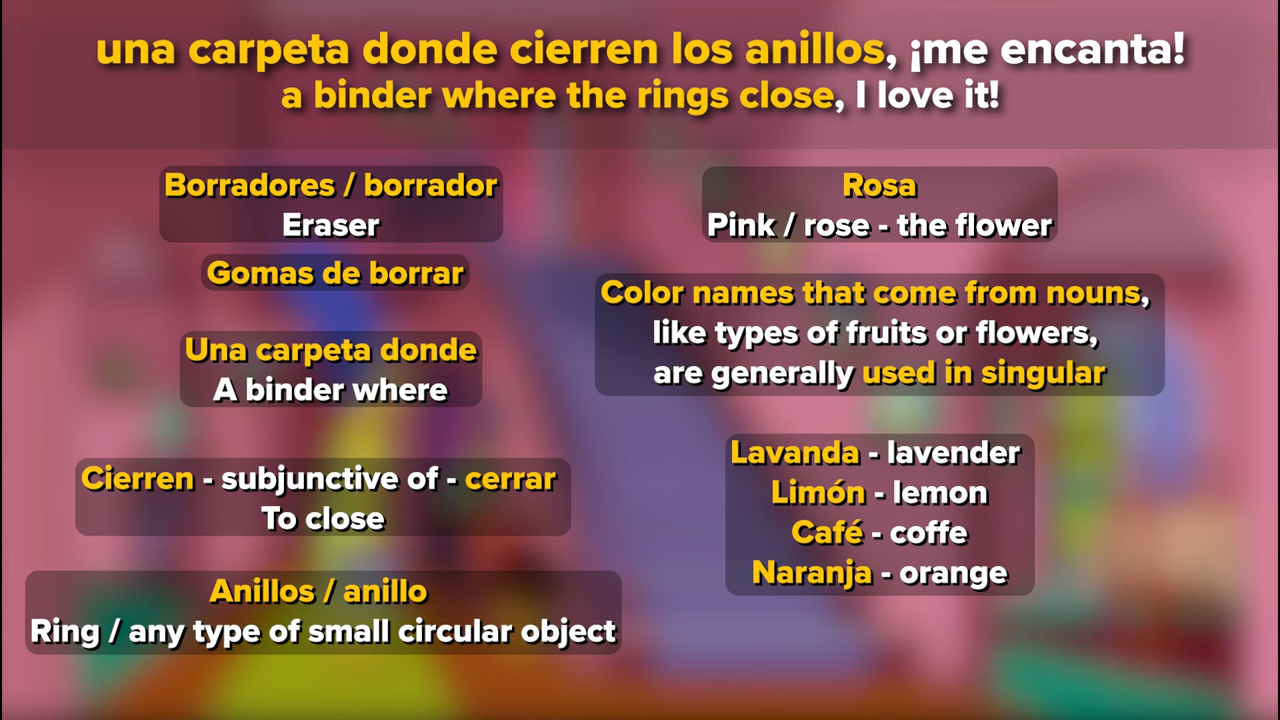 una carpeta donde cierren los anillos, ¡me encanta!
a binder where the rings close, I love it!
Borradores / borrador
Eraser
Gomas de borrar
Una carpeta donde
A binder where
Cierren - subjunctive of - cerrar
To close
Anillos / anillo
Ring / any type of small circular object
Rosa
Pink / rose - the flower
Color names that come from nouns,
like types of fruits or flowers,
are generally used in singular
Lavanda - lavender
Limón - lemon
Café - coffe
Naranja - orange